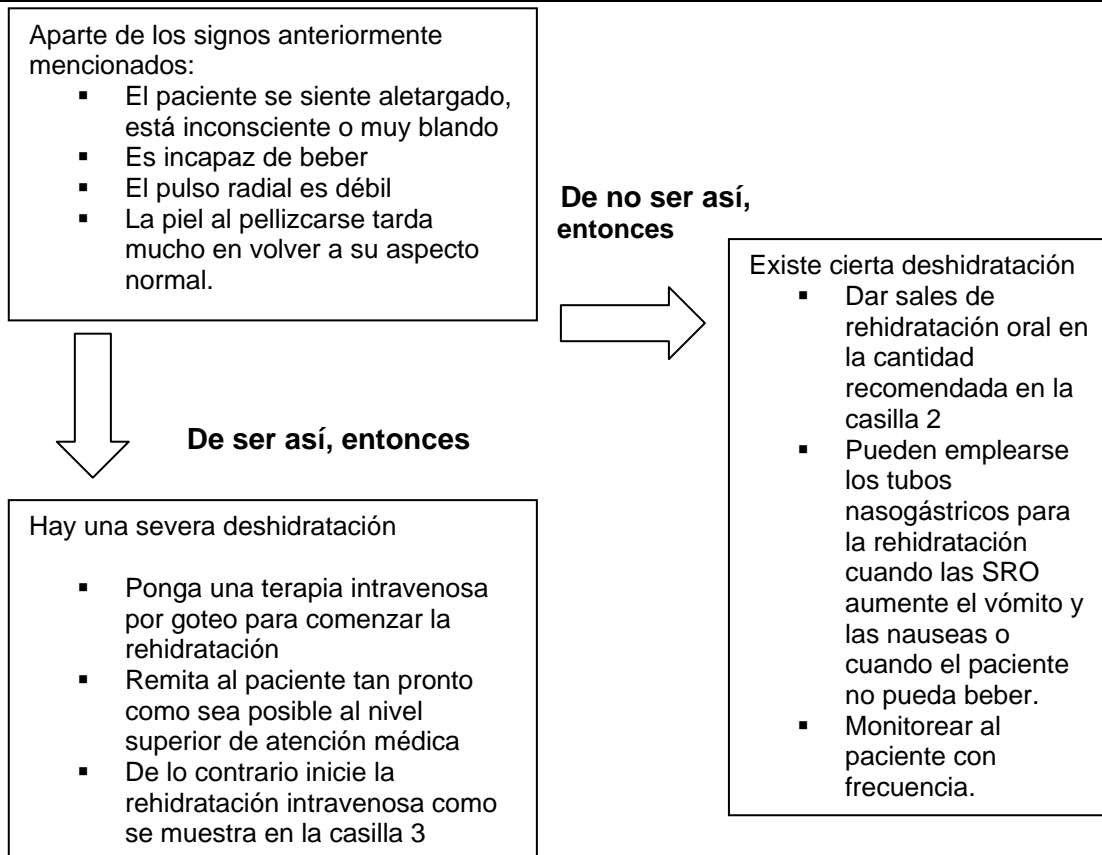 Aparte de los signos anteriormente
mencionados:
▪ El paciente se siente aletargado,
está inconsciente o muy blando
▪ Es incapaz de beber
▪ El pulso radial es débil
▪ La piel al pellizcarse tarda
mucho en volver a su aspecto
normal.
De no ser así,
entonces
Existe cierta deshidratación
▪ Dar sales de
rehidratación oral en
la cantidad
recomendada en la
casilla 2
▪ Pueden emplearse
los tubos
nasogástricos para
la rehidratación
cuando las SRO
aumente el vómito y
las nauseas o
cuando el paciente
no pueda beber.
▪ Monitorear al
paciente con
frecuencia.
De ser así, entonces
Hay una severa deshidratación
▪ Ponga una terapia intravenosa
por goteo para comenzar la
rehidratación
▪ Remita al paciente tan pronto
como sea posible al nivel
superior de atención médica
▪ De lo contrario inicie la
rehidratación intravenosa como
se muestra en la casilla 3